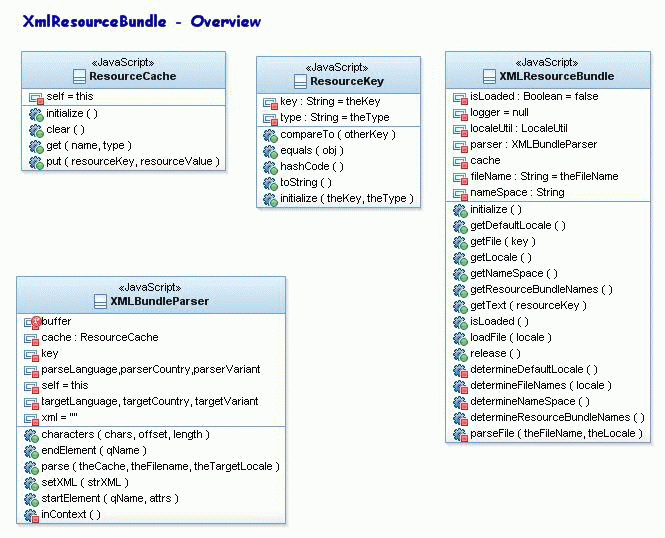 XmlResourceBundle - Overview
«JavaScript»
ResourceCache
self = this
initialize ( )
clear ( )
get ( name, type )
put ( resourceKey, resourceValue )
«JavaScript»
ResourceKey
key : String = theKey
type : String = theType
compareTo ( otherKey )
equals ( obj )
hashCode ( )
toString ( )
initialize ( theKey, theType )
«JavaScript»
XMLResourceBundle
isLoaded : Boolean = false
logger = null
localeUtil : LocaleUtil
parser : XMLBundleParser
cache
fileName : String = theFileName
nameSpace : String
initialize ( )
getDefaultLocale ( )
getFile ( key )
getLocale ( )
getNameSpace ( )
getResourceBundleNames ( )
getText ( resourceKey )
isLoaded ( )
loadFile ( locale )
release ( )
determineDefaultLocale ( )
determineFileNames ( locale )
determineNameSpace ( )
determineResourceBundleNames ( )
parseFile ( theFileName, theLocale )
«JavaScript»
XMLBundleParser
buffer
cache : ResourceCache
key
parseLanguage,parserCountry,parserVariant
self = this
targetLanguage, targetCountry, targetVariant
xml = ""
characters ( chars, offset, length )
endElement ( qName )
parse ( theCache, theFilename, theTargetLocale )
setXML ( strXML )
startElement ( qName, attrs )
inContext ( )